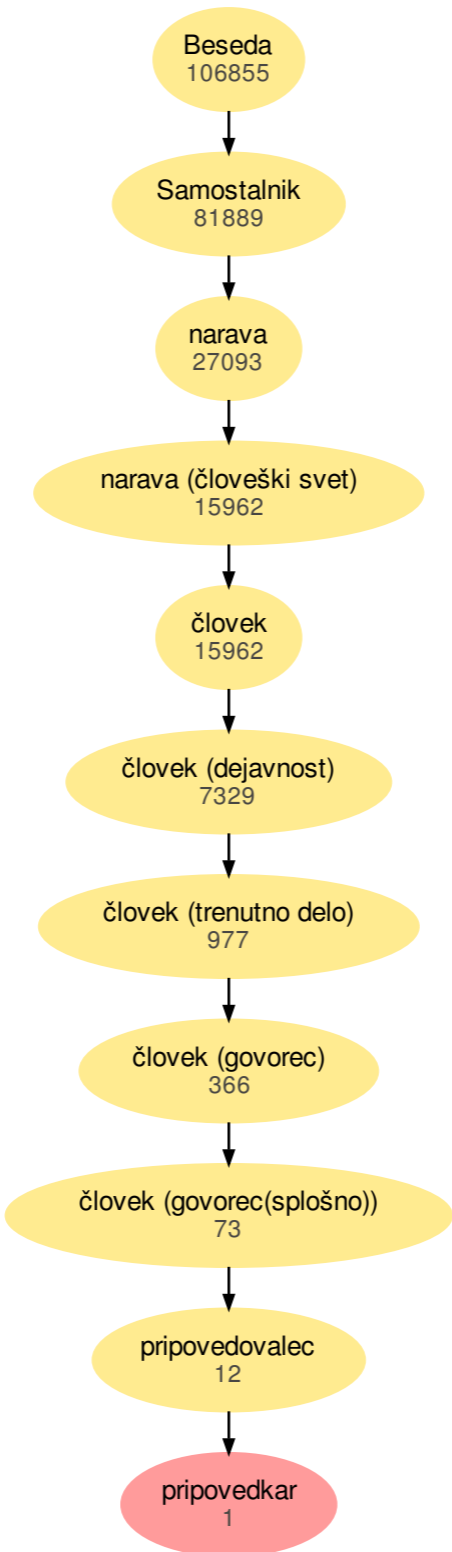 Beseda
106855
Samostalnik
81889
narava
27093
narava (človeški svet)
15962
človek
15962
človek (dejavnost)
7329
človek (trenutno delo)
977
človek (govorec)
366
človek (govorec(splošno))
73
pripovedovalec
12
pripovedkar
1